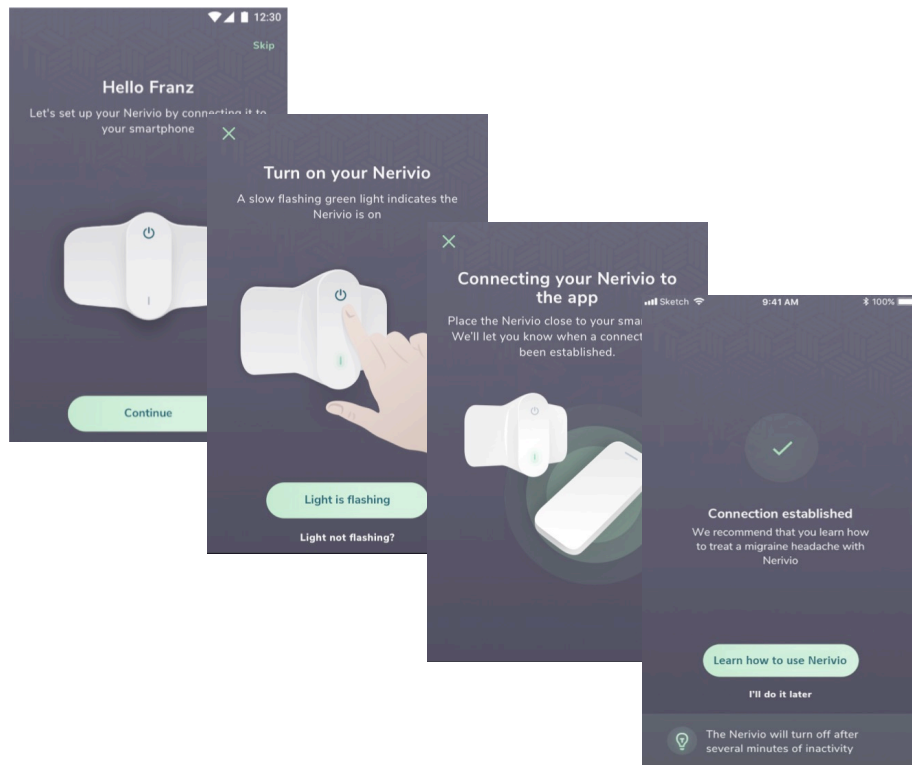 12:30
Skip
Hello Franz
Let's set up your Nerivio by connecting it to
your smartphone
Continue
Turn on your Nerivio
A slow flashing green light indicates the
Nerivio is on
Light is flashing
Light not flashing?
Connecting your Nerivio to
the app
Place the Nerivio close to your
We'll let you know when a
been established.
Sketch 9:41 AM 100%
Connection established
We recommend that you learn how
to treat a migraine headache with
Nerivio
Learn how to use Nerivio
I'll do it later
The Nerivio will turn off after
several minutes of inactivity